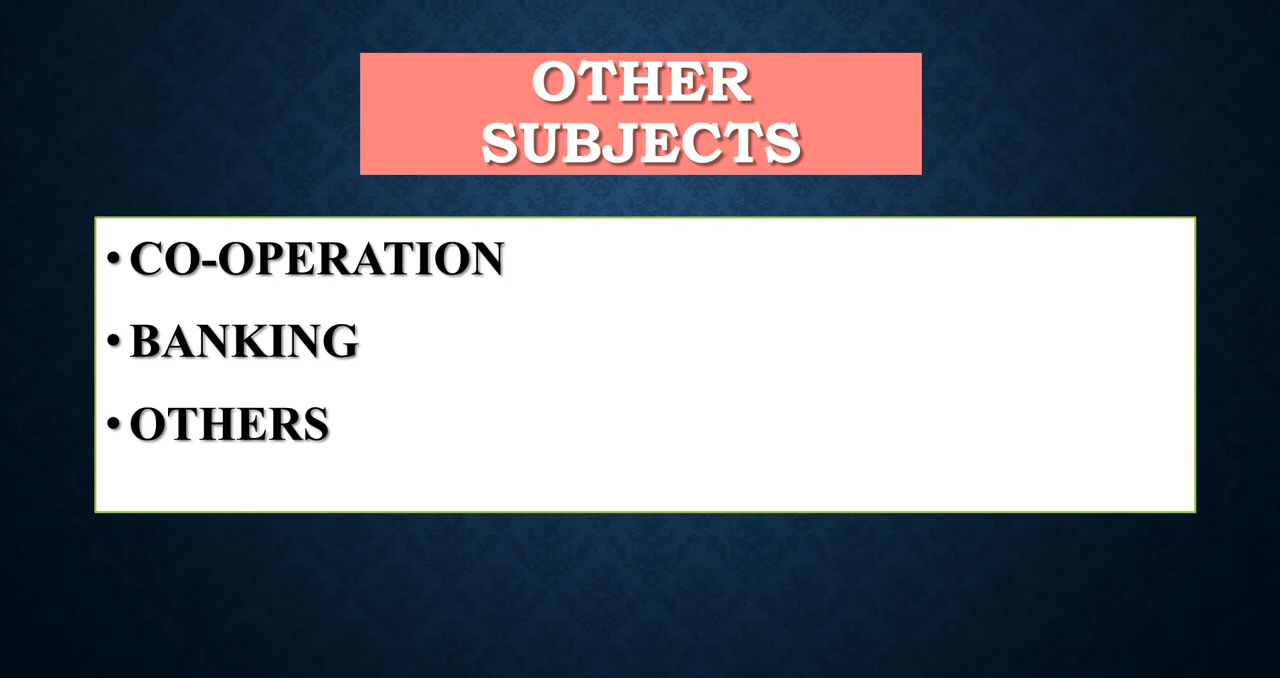 OTHER
SUBJECTS
• CO-OPERATION
• BANKING
• OTHERS